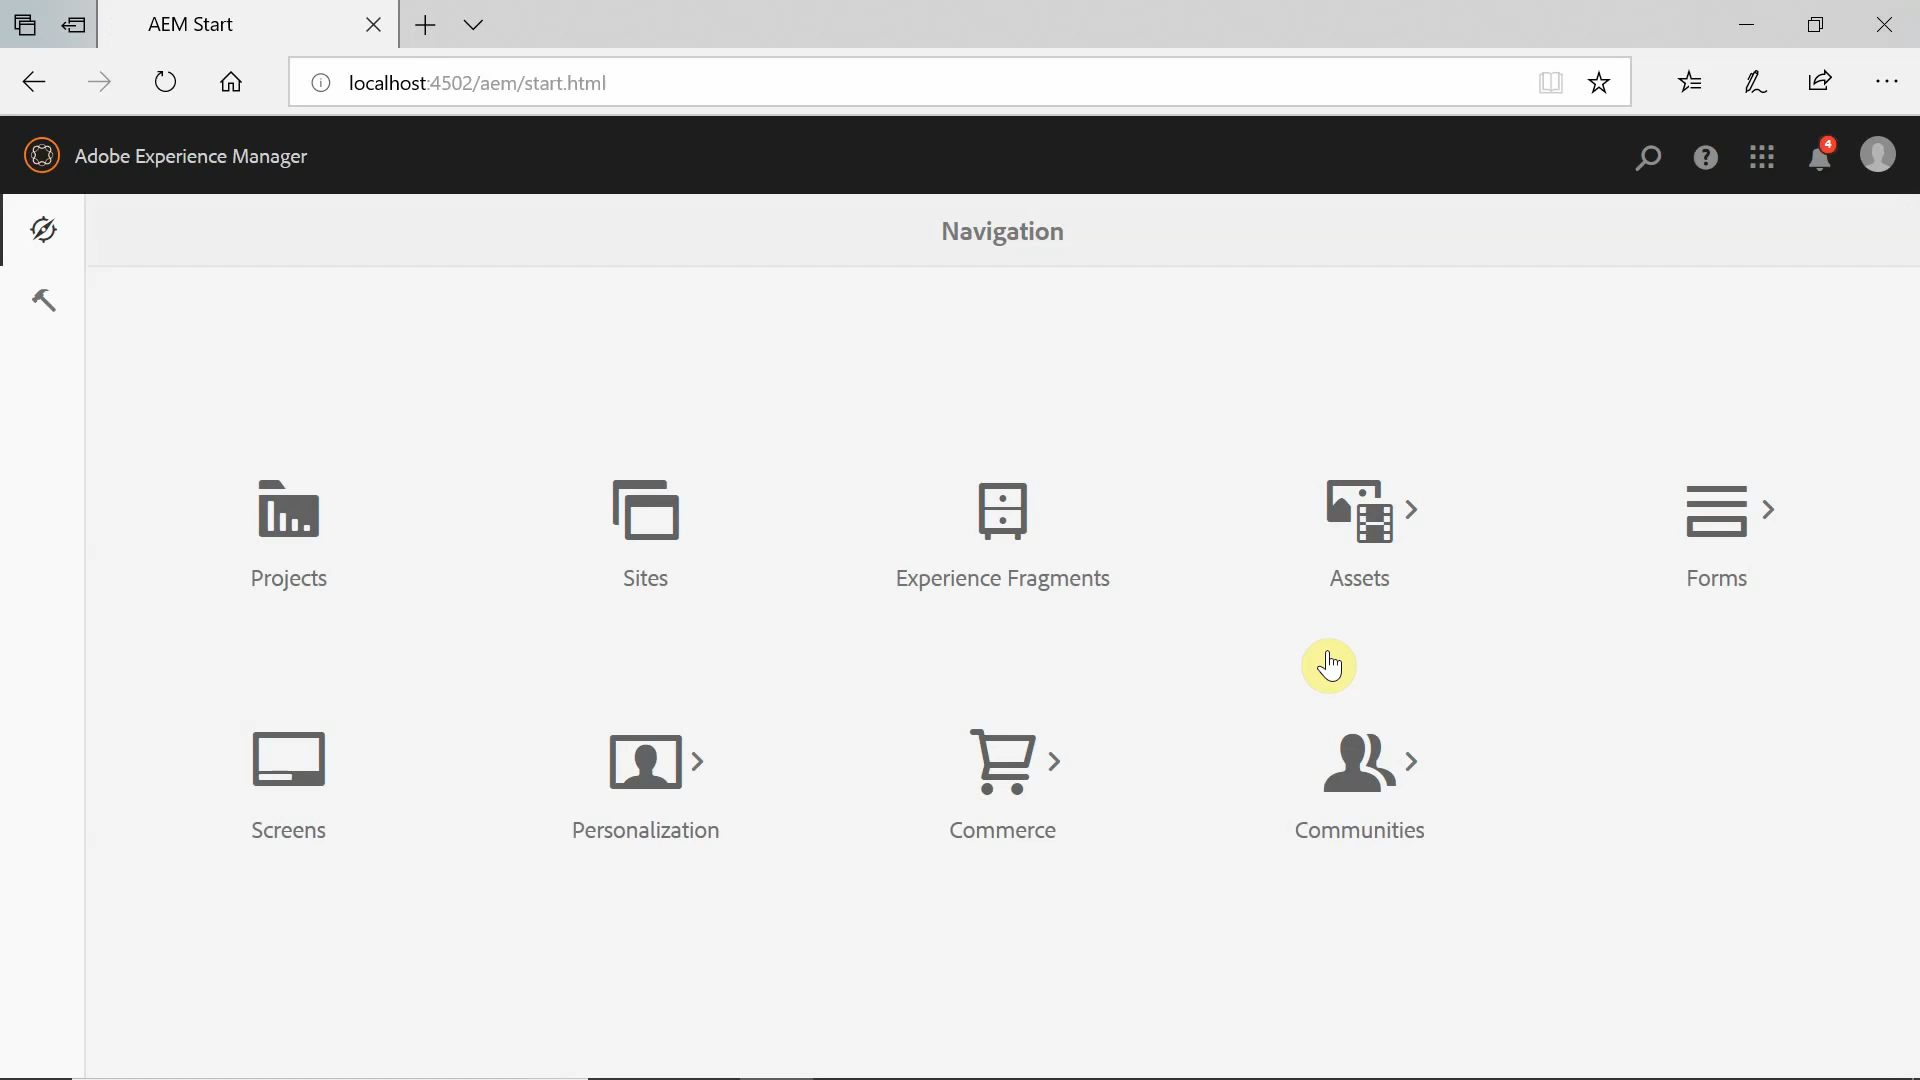 AEM Start
localhost:4502/aem/start.html
Adobe Experience Manager
4
Navigation
Projects
Sites
Experience Fragments
Assets
Forms
Screens
Personalization
Commerce
Communities